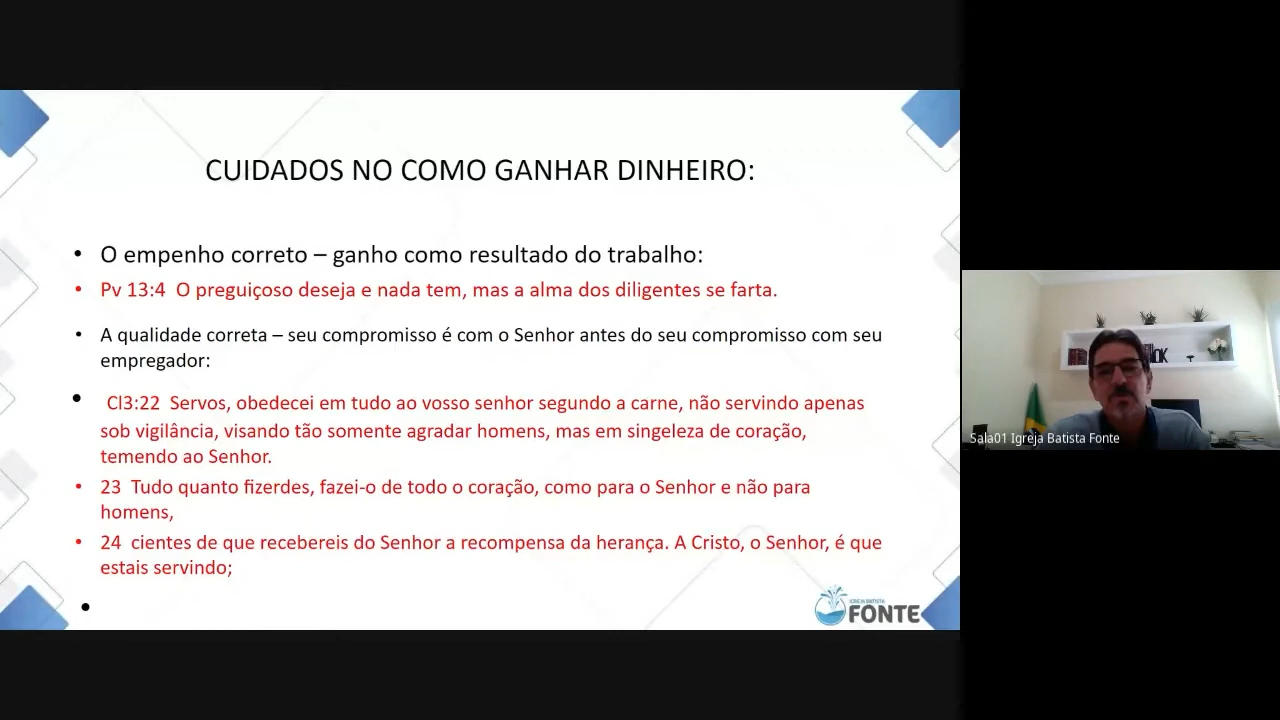 CUIDADOS NO COMO GANHAR DINHEIRO:
• O empenho correto – ganho como resultado do trabalho:
• Pv 13:4 O preguiçoso deseja e nada tem, mas a alma dos diligentes se farta.
• A qualidade correta – seu compromisso é com o Senhor antes do seu compromisso com seu
empregador:
• Cl3:22 Servos, obedecei em tudo ao vosso senhor segundo a carne, não servindo apenas
sob vigilância, visando tão somente agradar homens, mas em singeleza de coração,
temendo ao Senhor.
• 23 Tudo quanto fizerdes, fazei-o de todo o coração, como para o Senhor e não para
homens,
• 24 cientes de que recebereis do Senhor a recompensa da herança. A Cristo, o Senhor, é que
estais servindo;
•
IGREJA BATISTA
FONTE
Sala01 Igreja Batista Fonte